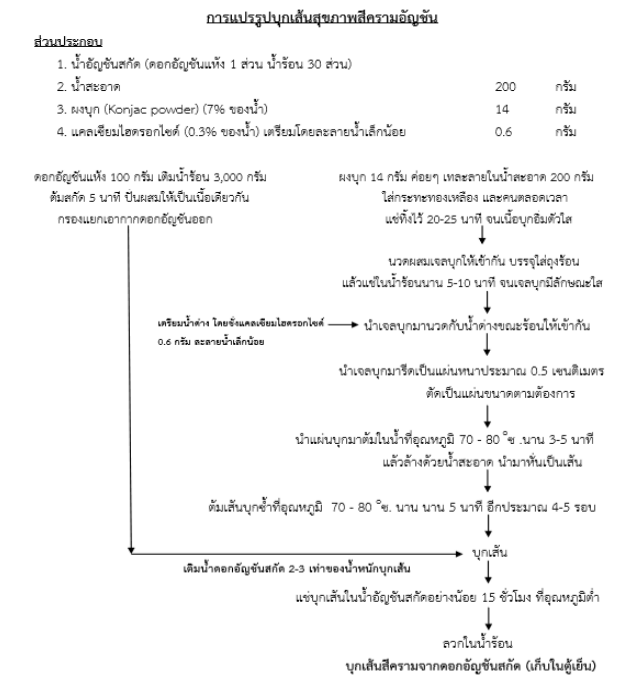 การแปรรูปบุกเส้นสุขภาพสีครามอัญชัน
ส่วนประกอบ
1. น้ำอัญชันสกัด (ดอกอัญชันแห้ง 1 ส่วน น้ำร้อน 30 ส่วน)
2. น้ำสะอาด 200 กรัม
3. ผงบุก (Konjac powder) (7% ของน้ำ) 14 กรัม
4. แคลเซียมไฮดรอกไซด์ (0.3% ของน้ำ) เตรียมโดยละลายน้ำเล็กน้อย 0.6 กรัม
ดอกอัญชันแห้ง 100 กรัม เติมน้ำร้อน 3,000 กรัม
ต้มสกัด 5 นาที ปั่นผสมให้เป็นเนื้อเดียวกัน
กรองแยกเอากากดอกอัญชันออก
ผงบุก 14 กรัม ค่อยๆ เทละลายในน้ำสะอาด 200 กรัม
ใส่กระทะทองเหลือง และคนตลอดเวลา
แช่ทิ้งไว้ 20-25 นาที จนเนื้อบุกอิ่มตัวใส
นวดผสมเจลบุกให้เข้ากัน บรรจุใส่ถุงร้อน
แล้วแช่ในน้ำร้อนนาน 5-10 นาที จนเจลบุกมีลักษณะใส
เตรียมน้ำด่าง โดยชั่งแคลเซียมไฮดรอกไซด์
0.6 กรัม ละลายน้ำเล็กน้อย
นำเจลบุกมานวดกับน้ำด่างขณะร้อนให้เข้ากัน
นำเจลบุกมารีดเป็นแผ่นหนาประมาณ 0.5 เซนติเมตร
ตัดเป็นแผ่นขนาดตามต้องการ
นำแผ่นบุกมาต้มในน้ำที่อุณหภูมิ 70 - 80 °ซ .นาน 3-5 นาที
แล้วล้างด้วยน้ำสะอาด นำมาหั่นเป็นเส้น
ต้มเส้นบุกซ้ำที่อุณหภูมิ 70 - 80 °ซ. นาน นาน 5 นาที อีกประมาณ 4-5 รอบ
บุกเส้น
เติมน้ำดอกอัญชันสกัด 2-3 เท่าของน้ำหนักบุกเส้น
แช่บุกเส้นในน้ำอัญชันสกัดอย่างน้อย 15 ชั่วโมง ที่อุณหภูมิต่ำ
ลวกในน้ำร้อน
บุกเส้นสีครามจากดอกอัญชันสกัด (เก็บในตู้เย็น)